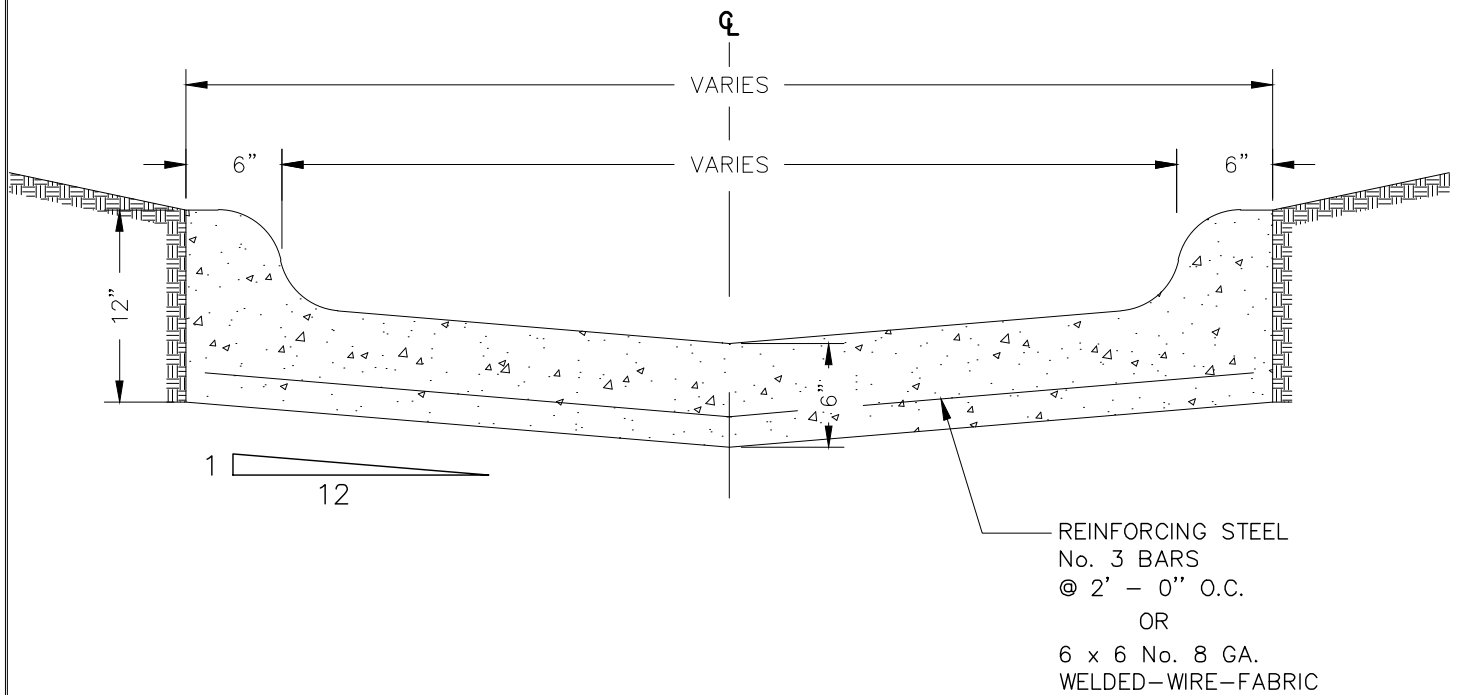 ℄
VARIES
6” VARIES 6”
12”
6”
1
12
REINFORCING STEEL
No. 3 BARS
@ 2’ – 0” O.C.
OR
6 x 6 No. 8 GA.
WELDED–WIRE–FABRIC